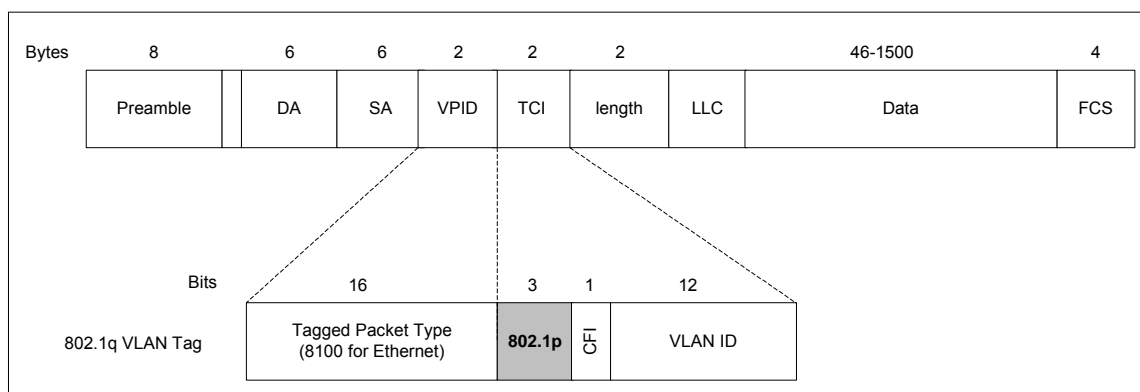 Bytes 8 6 6 2 2 2 46-1500 4
Preamble DA SA VPID TCI length LLC Data FCS
Bits 16 3 1 12
802.1q VLAN Tag
Tagged Packet Type
(8100 for Ethernet)
802.1p
CFI
VLAN ID